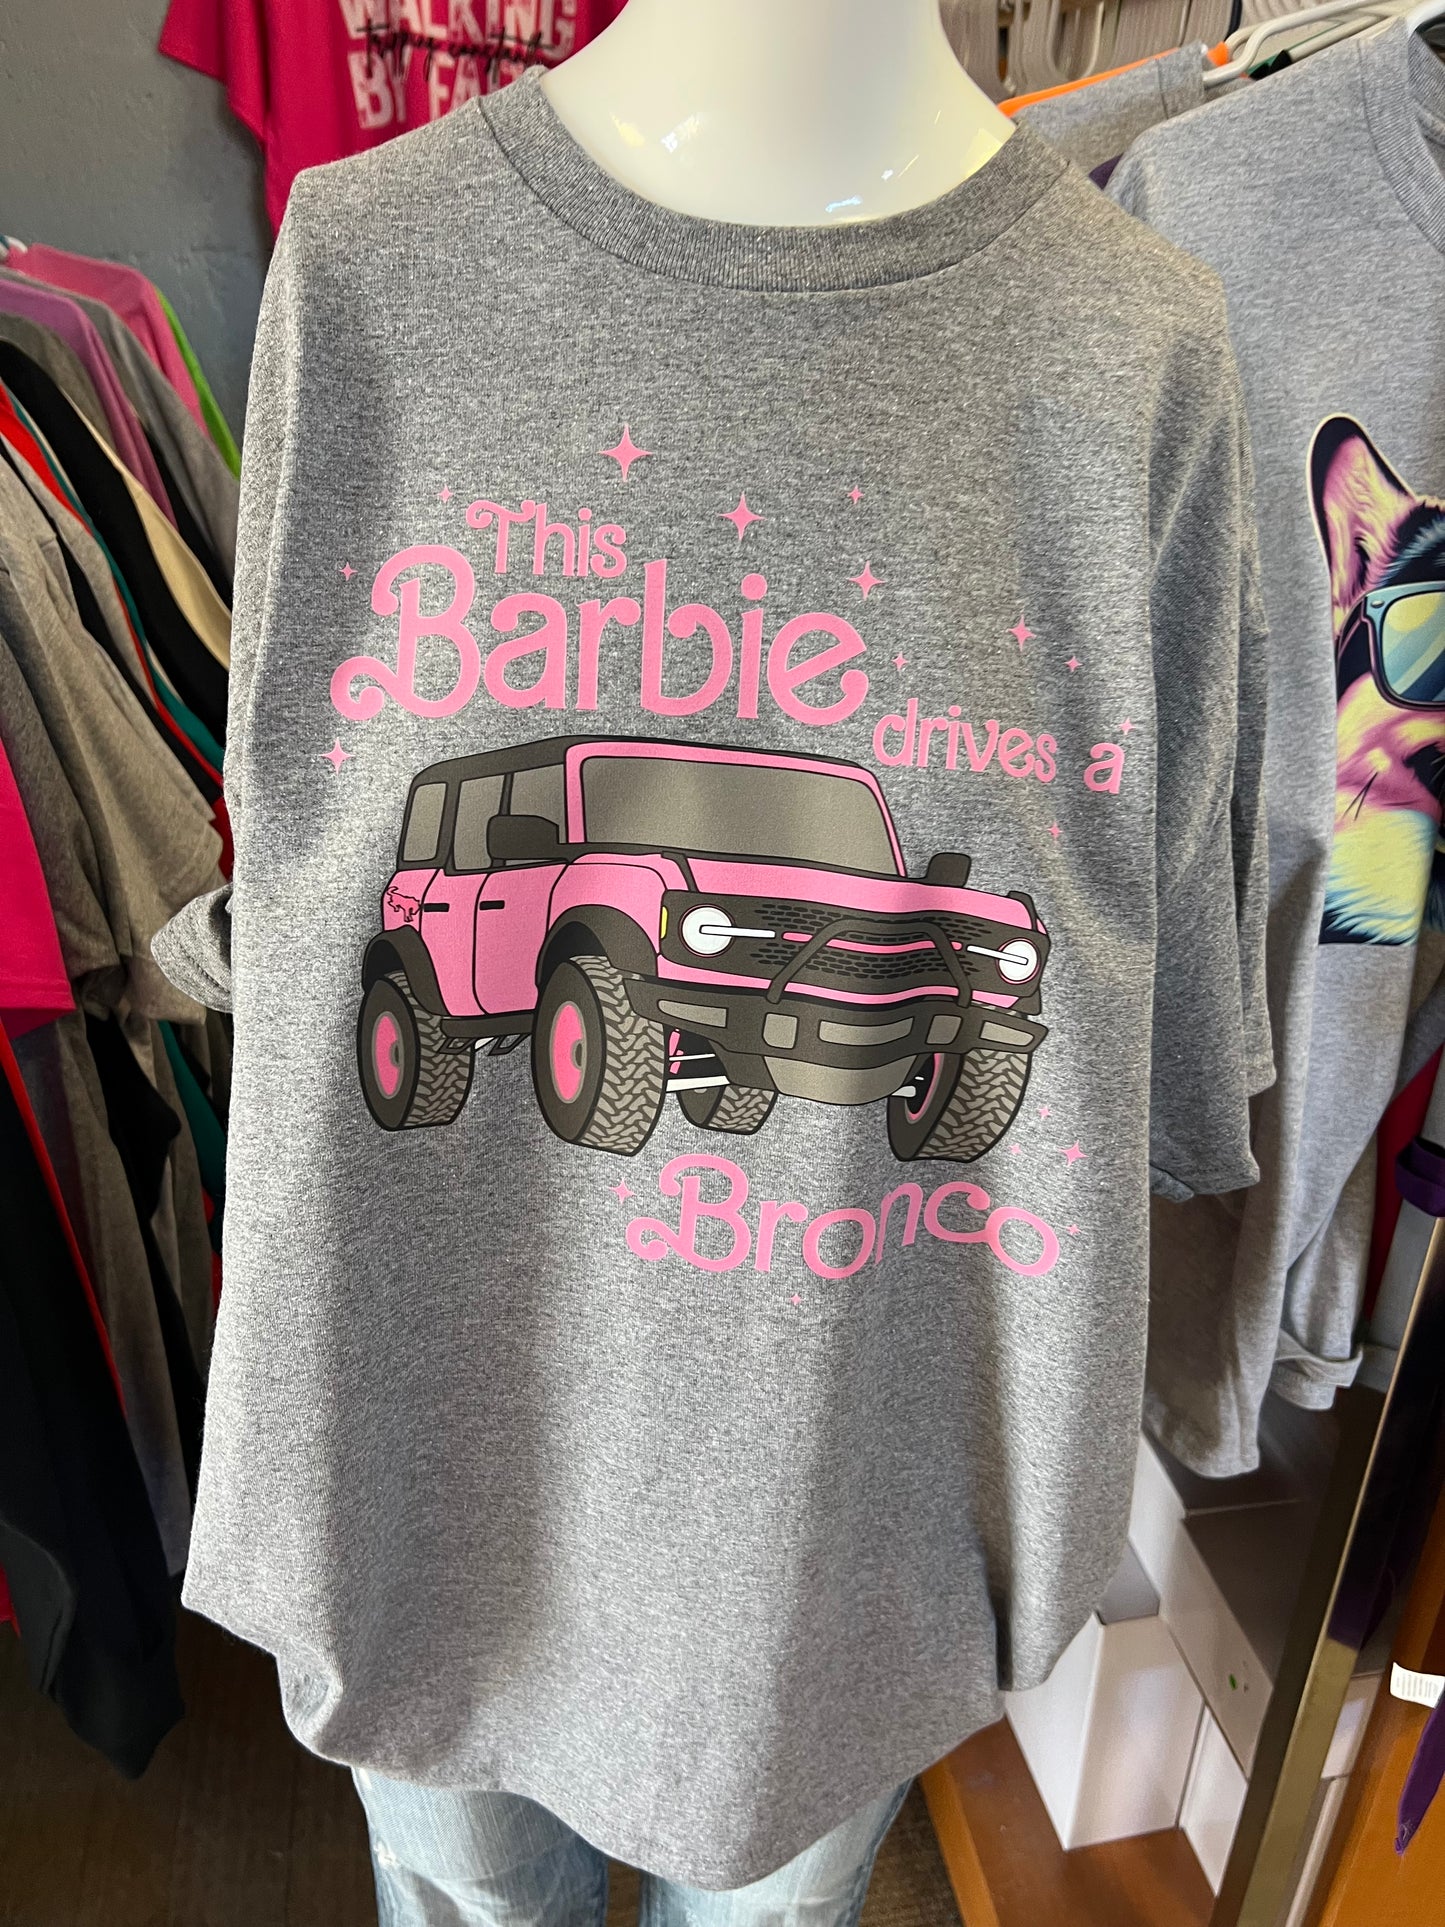 WALKING
BY FA
This
Barbie
drives a
Bronco